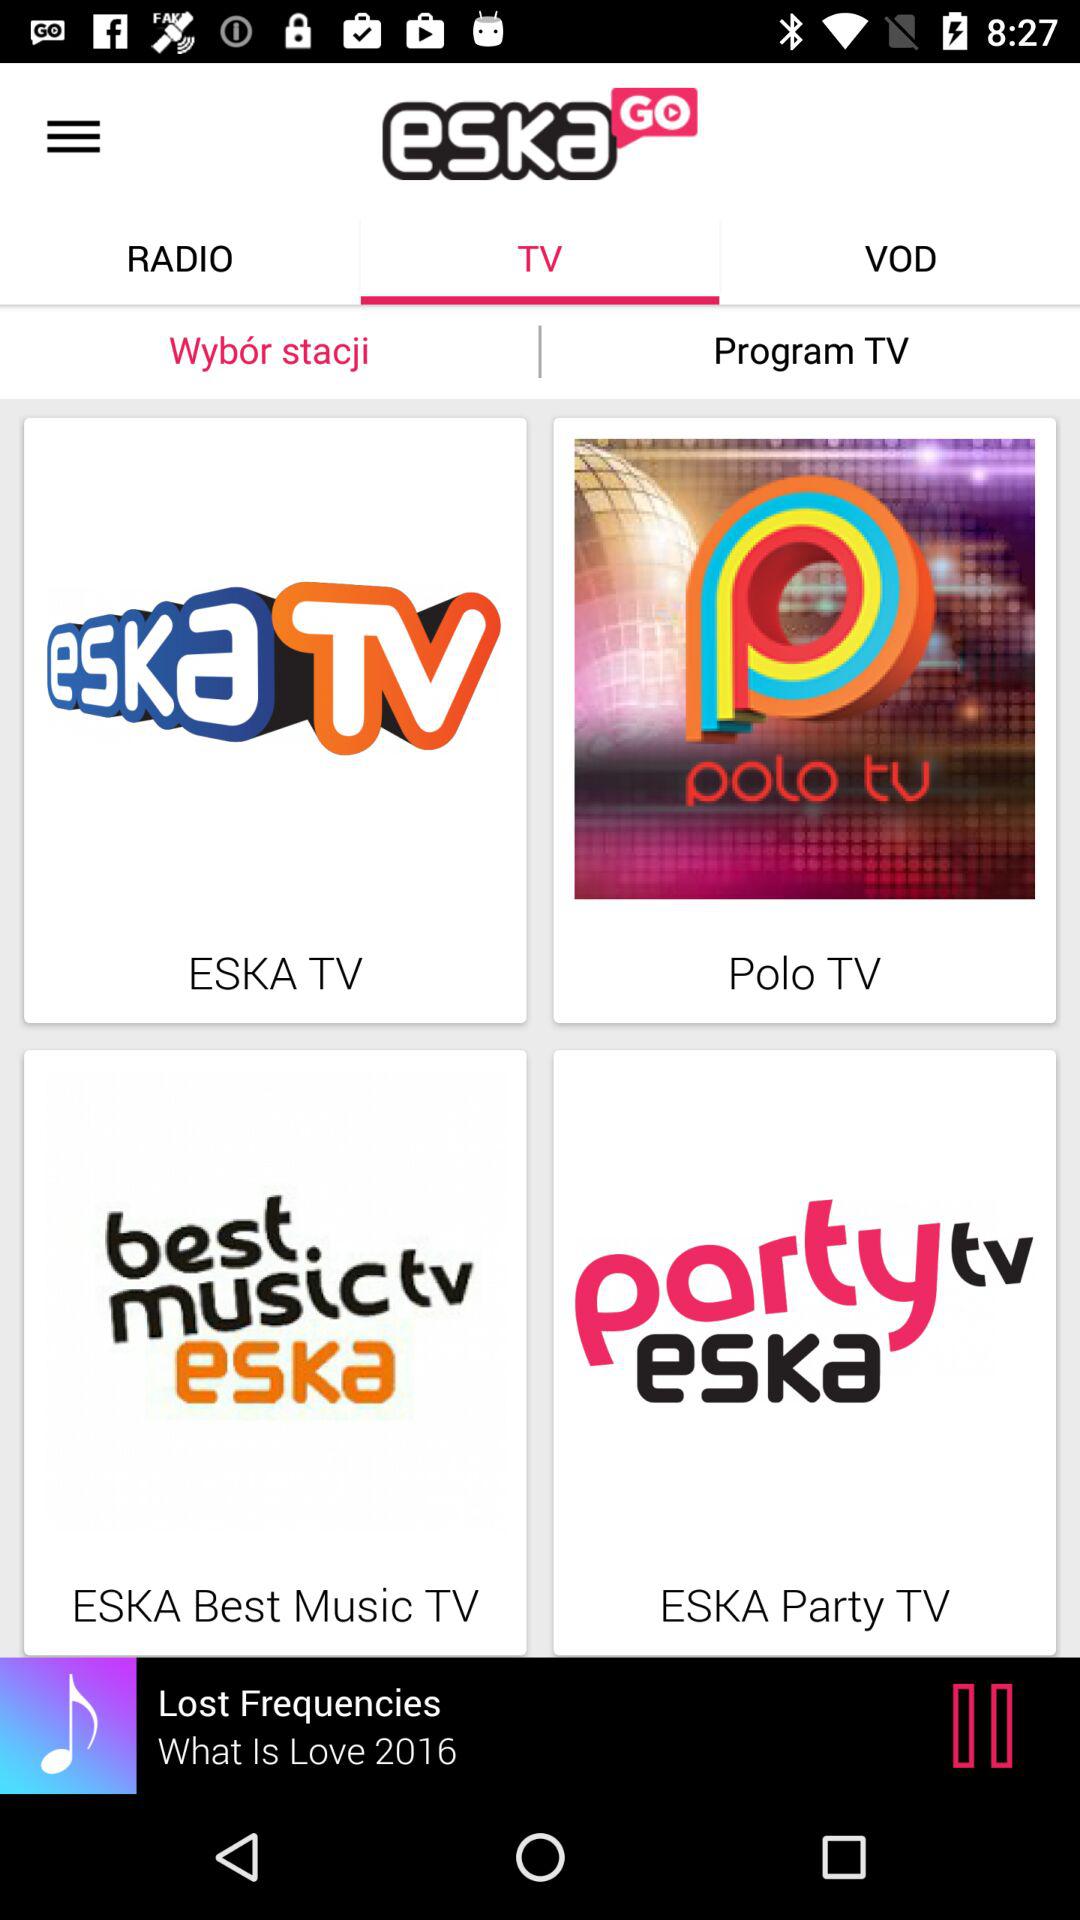 GO FAKE 8:27
eska GO
RADIO TV VOD
Wybór stacji Program TV
eska TV
polo tv
ESKA TV Polo TV
best
music tv
eska
party tv
eska
ESKA Best Music TV ESKA Party TV
Lost Frequencies
What Is Love 2016